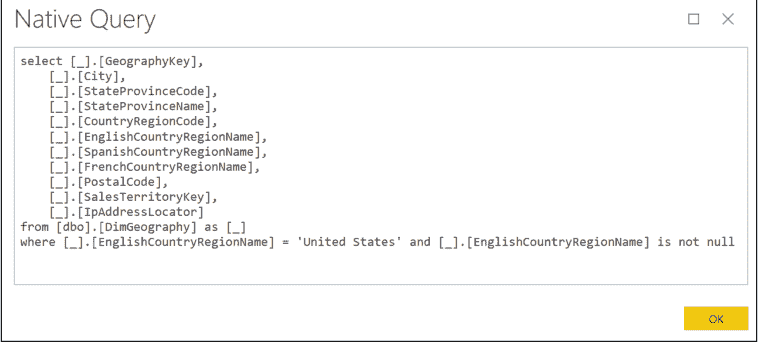 Native Query
select [_].[GeographyKey],
    [_].[City],
    [_].[StateProvinceCode],
    [_].[StateProvinceName],
    [_].[CountryRegionCode],
    [_].[EnglishCountryRegionName],
    [_].[SpanishCountryRegionName],
    [_].[FrenchCountryRegionName],
    [_].[PostalCode],
    [_].[SalesTerritoryKey],
    [_].[IpAddressLocator]
from [dbo].[DimGeography] as [_]
where [_].[EnglishCountryRegionName] = 'United States' and [_].[EnglishCountryRegionName] is not null
OK